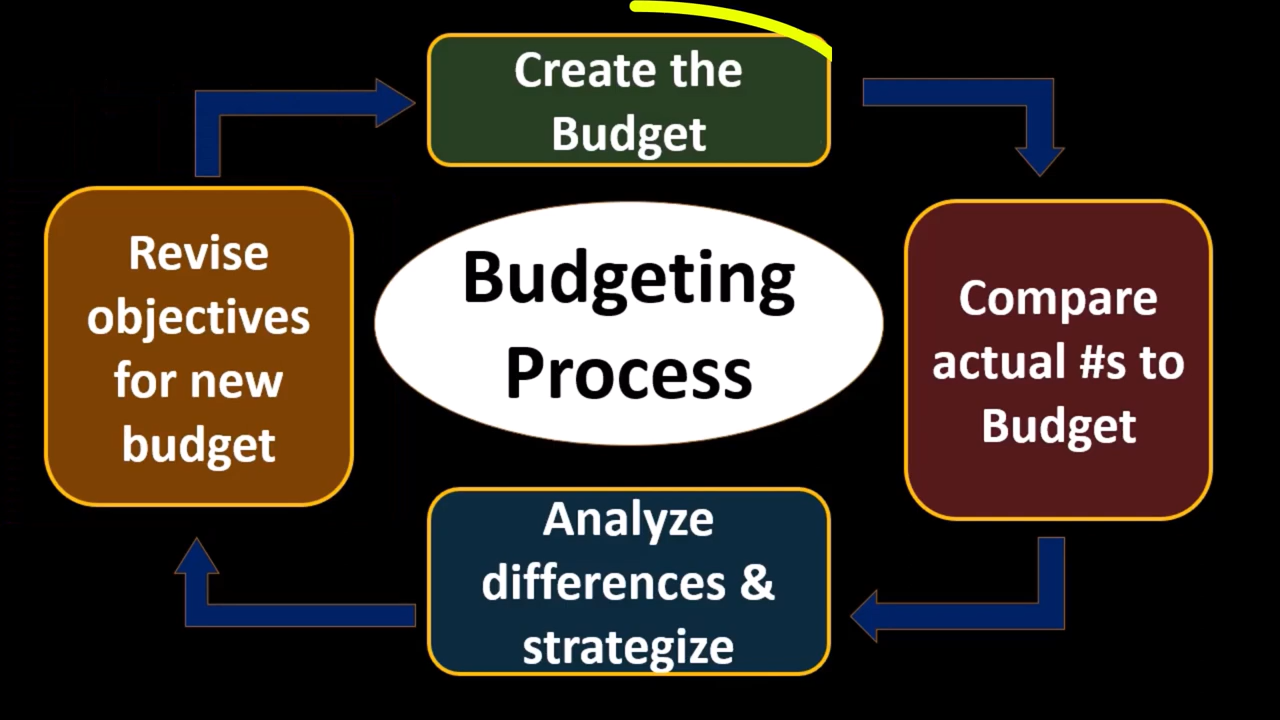 Create the
Budget
Budgeting
Process
Compare
actual #s to
Budget
Analyze
differences &
strategize
Revise
objectives
for new
budget